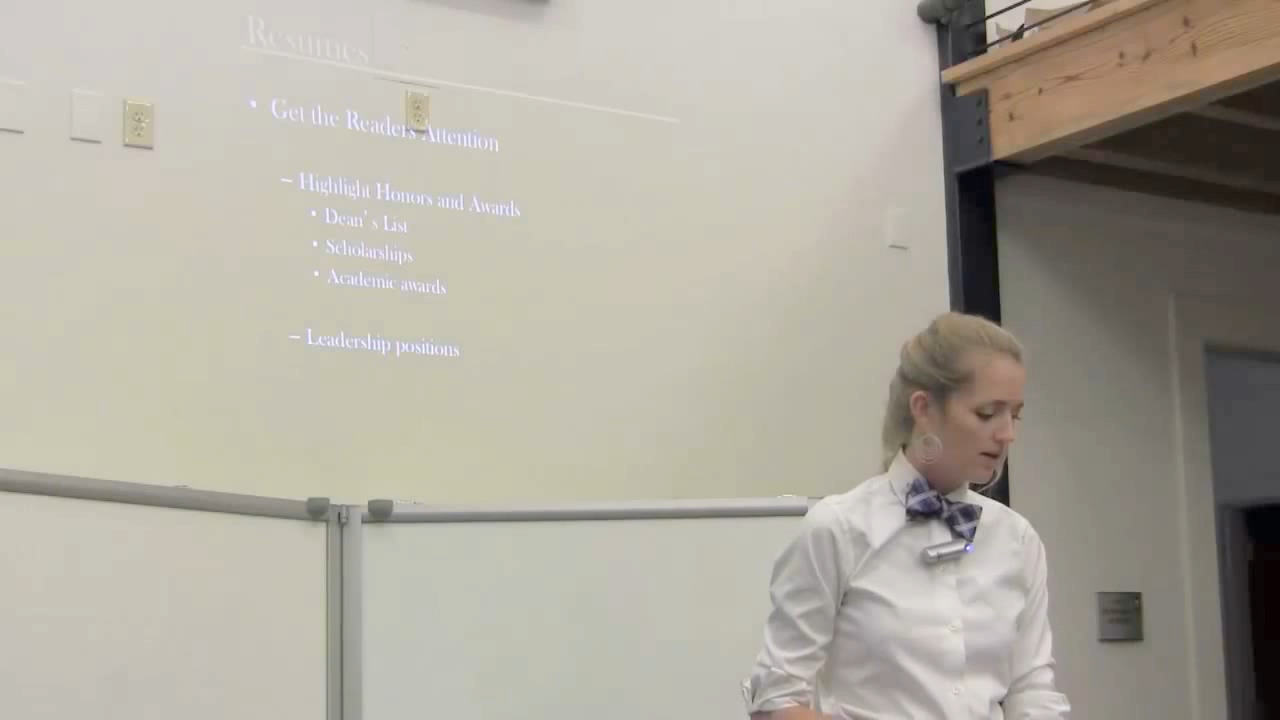 Resumes
• Get the Readers Attention
– Highlight Honors and Awards
• Dean's List
• Scholarships
• Academic awards
– Leadership positions